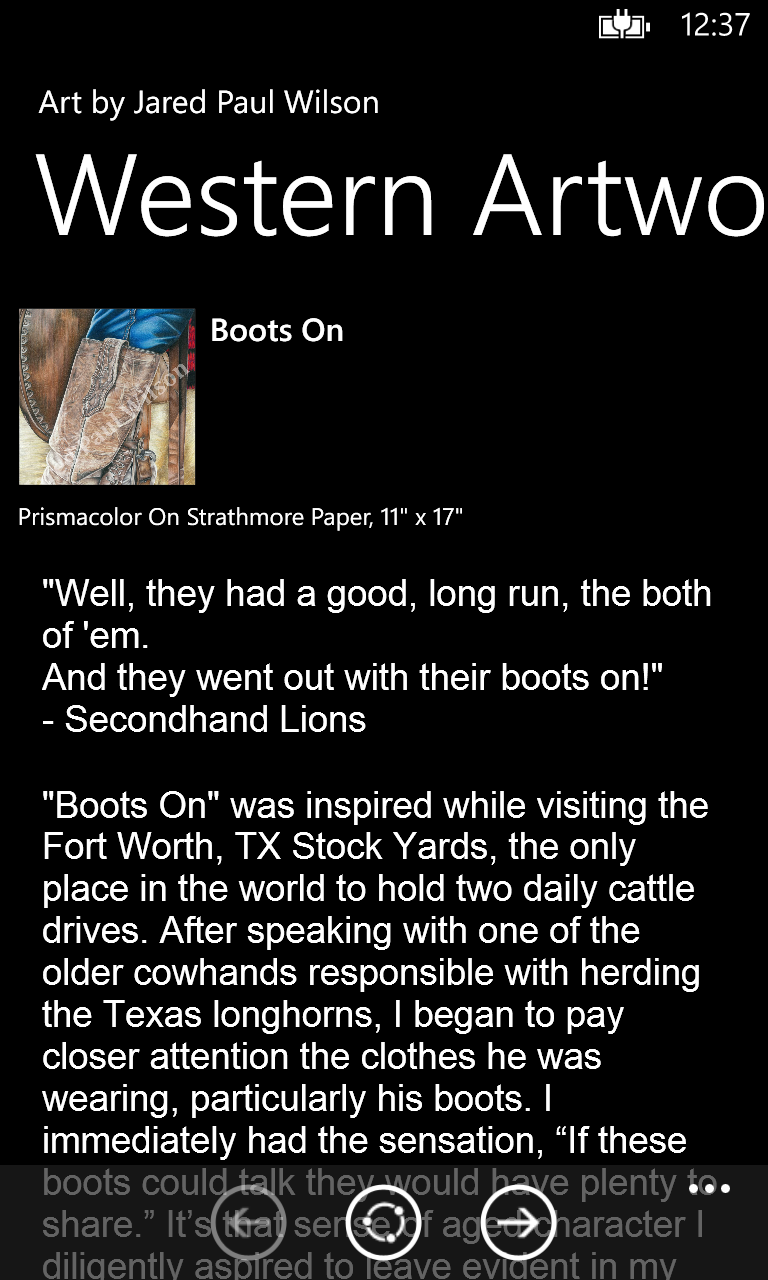 12:37
Art by Jared Paul Wilson
Western Artwo
Boots On
Paul Wilson
Prismacolor On Strathmore Paper, 11" x 17"
"Well, they had a good, long run, the both
of 'em.
And they went out with their boots on!"
- Secondhand Lions
"Boots On" was inspired while visiting the
Fort Worth, TX Stock Yards, the only
place in the world to hold two daily cattle
drives. After speaking with one of the
older cowhands responsible with herding
the Texas longhorns, I began to pay
closer attention the clothes he was
wearing, particularly his boots. I
immediately had the sensation, “If these
boots could talk they would have plenty to
share.” It’s that sense of aged character I
diligently aspired to leave evident in my